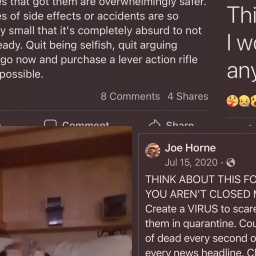 es that got them are overwhelmingly safer.
es of side effects or accidents are so
y small that it's completely absurd to not
eady. Quit being selfish, quit arguing
go now and purchase a lever action rifle
possible.
8 Comments 4 Shares
Comment Share
Thi
I wo
any
Joe Horne
Jul 15, 2020 ·
THINK ABOUT THIS FO
YOU AREN'T CLOSED M
Create a VIRUS to scare
them in quarantine. Cou
of dead every second o
every news headline. Cl